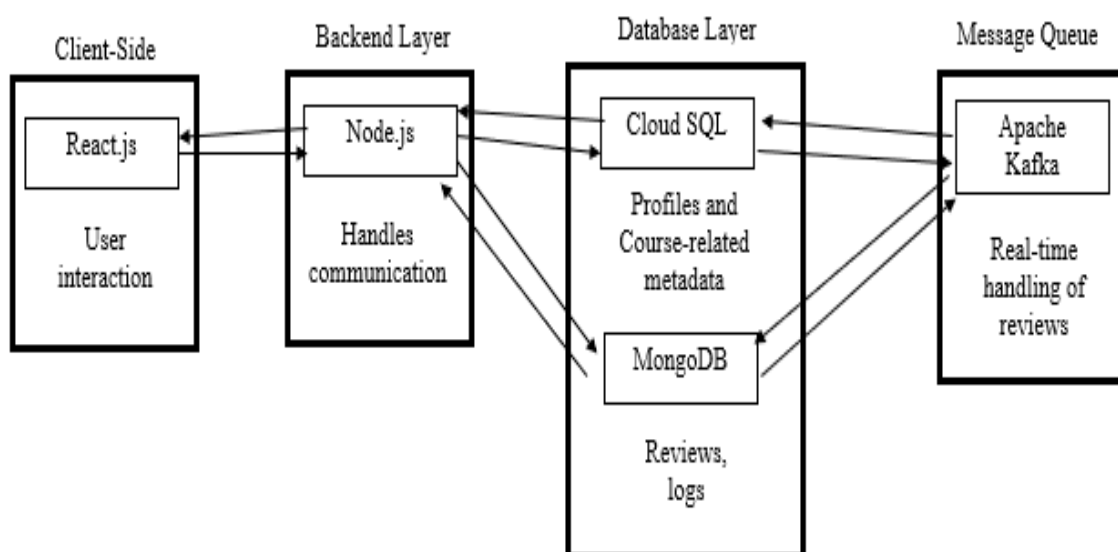 Client-Side
React.js
User
interaction
Backend Layer
Node.js
Handles
communication
Database Layer
Cloud SQL
Profiles and
Course-related
metadata
MongoDB
Reviews,
logs
Message Queue
Apache
Kafka
Real-time
handling of
reviews